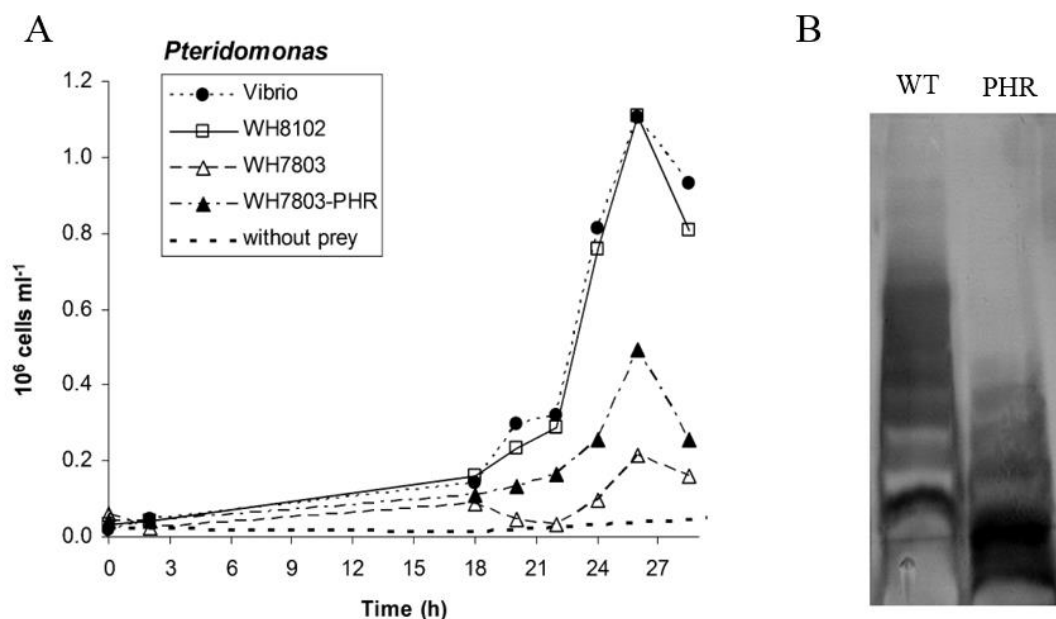 A
Pteridomonas
Vibrio
WH8102
WH7803
WH7803-PHR
without prey
1.2
1.0
0.8
0.6
0.4
0.2
0.0
10⁶ cells ml⁻¹
0 3 6 9 12 15 18 21 24 27
Time (h)
B
WT PHR